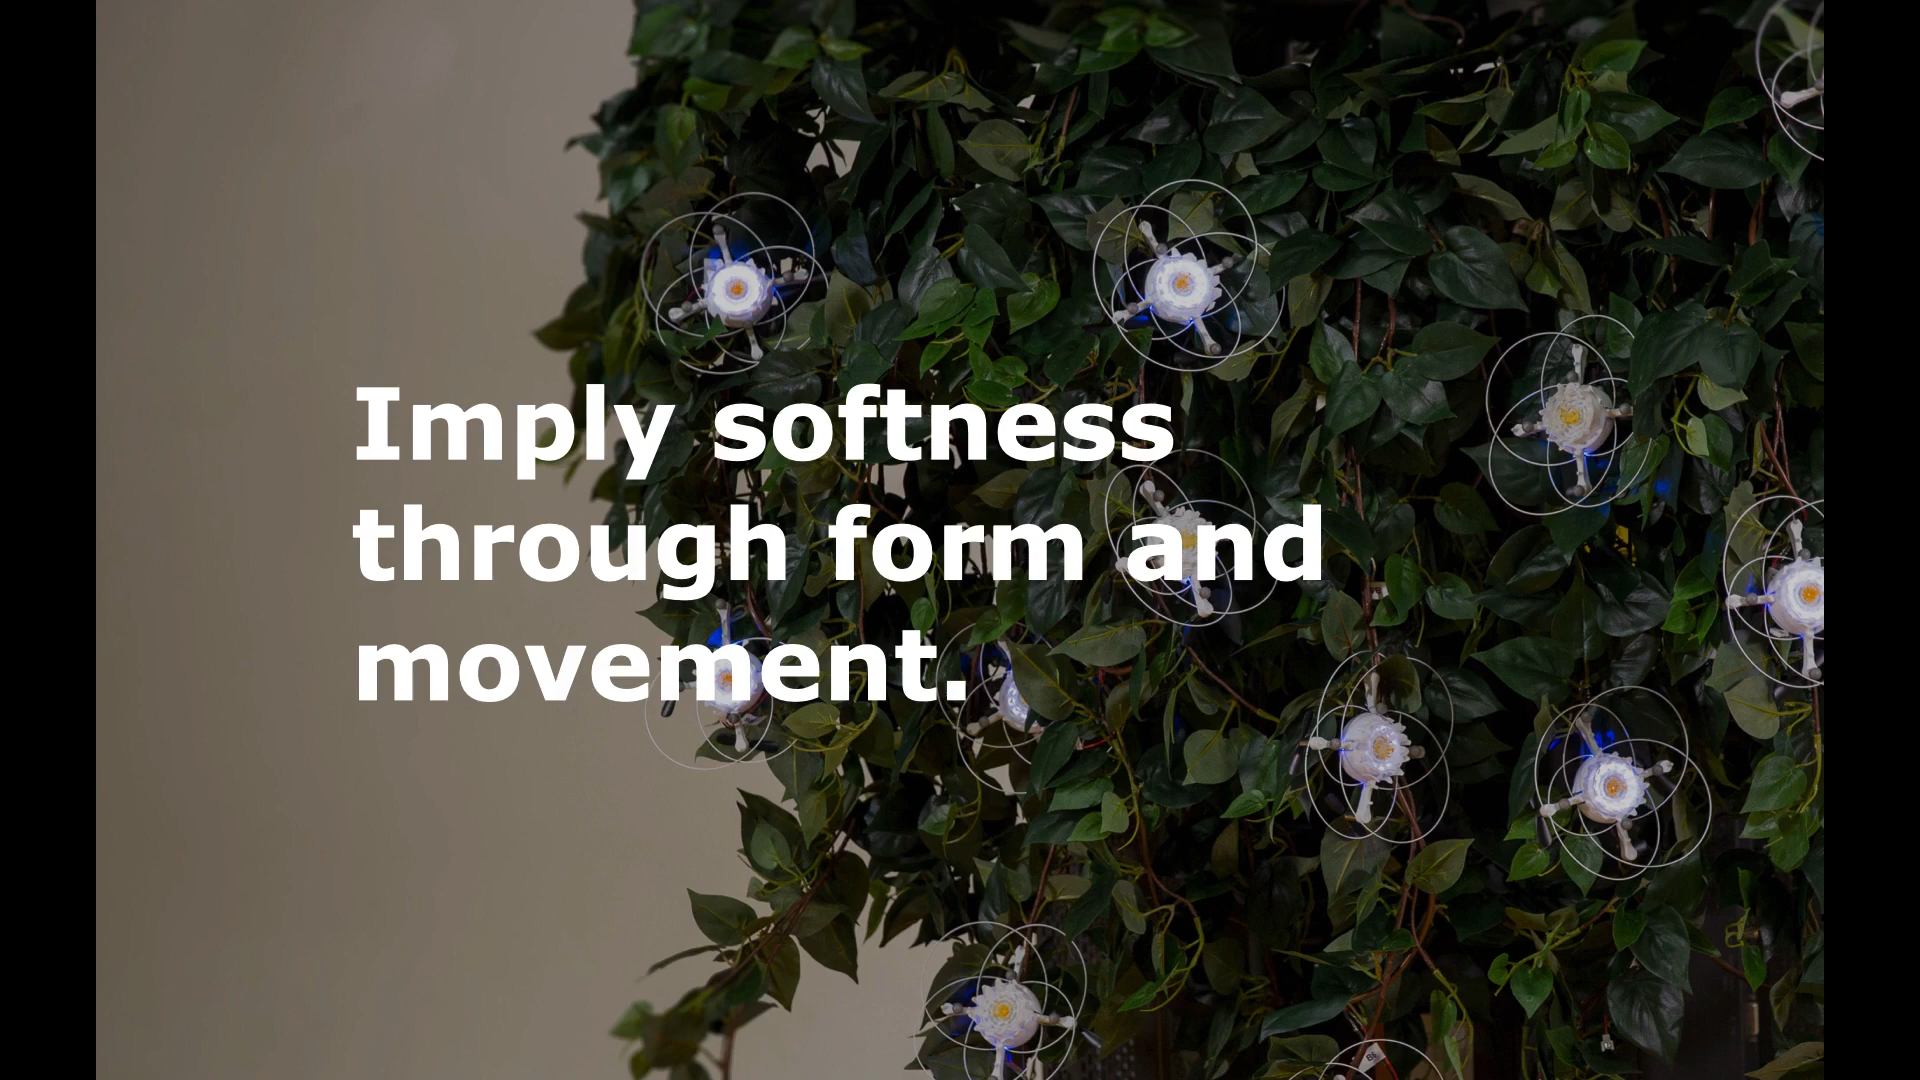 Imply softness
through form and
movement.